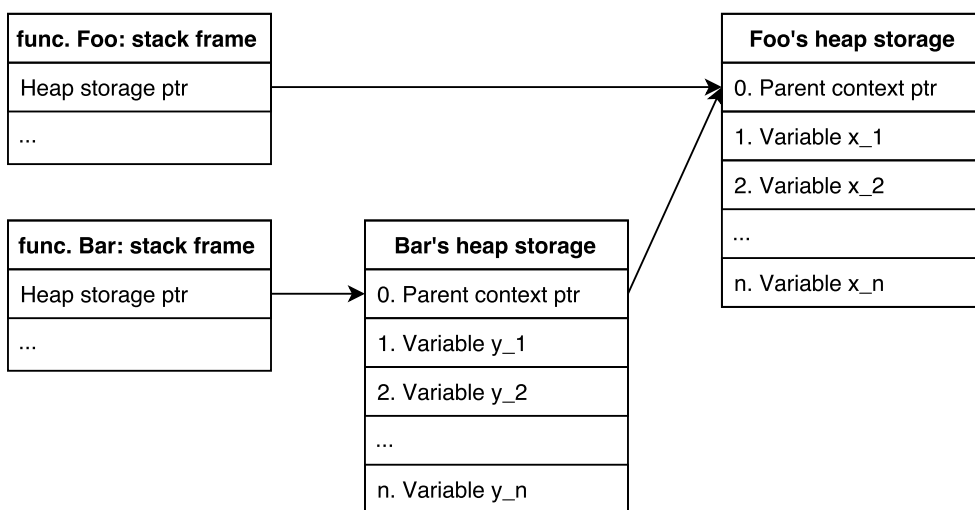 func. Foo: stack frame
Heap storage ptr
...
Foo's heap storage
0. Parent context ptr
1. Variable x_1
2. Variable x_2
...
n. Variable x_n
func. Bar: stack frame
Heap storage ptr
...
Bar's heap storage
0. Parent context ptr
1. Variable y_1
2. Variable y_2
...
n. Variable y_n